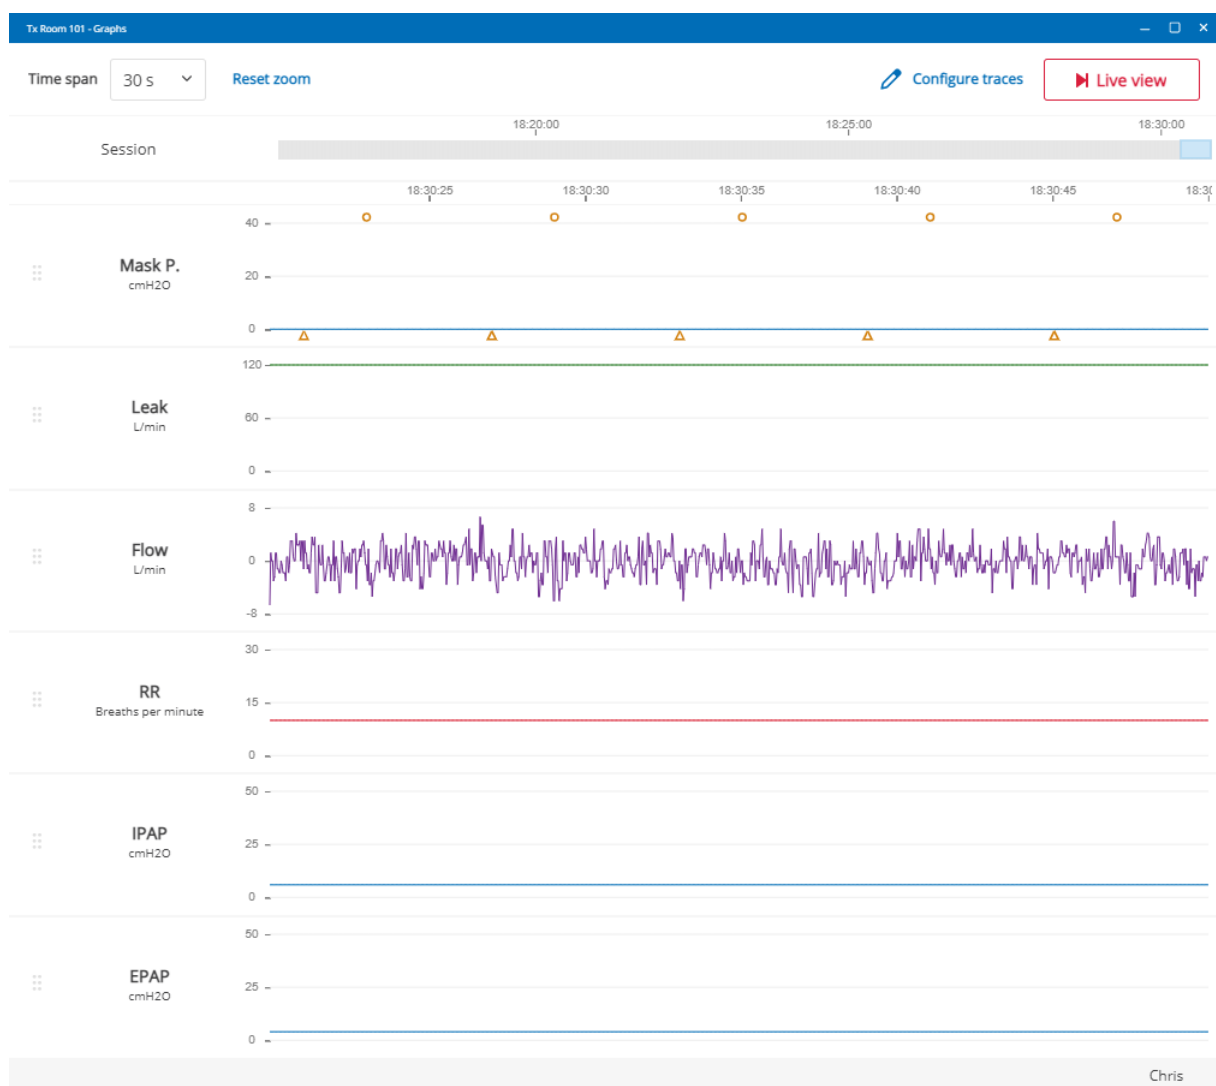 Tx Room 101 - Graphs
Time span 30 s Reset zoom Configure traces Live view
18:20:00 18:25:00 18:30:00
Session
18:30:25 18:30:30 18:30:35 18:30:40 18:30:45 18:30
40
Mask P.
cmH2O
20
0
120
Leak
L/min
60
0
8
Flow
L/min
0
-8
30
RR
Breaths per minute
15
0
50
IPAP
cmH2O
25
0
50
EPAP
cmH2O
25
0
Chris